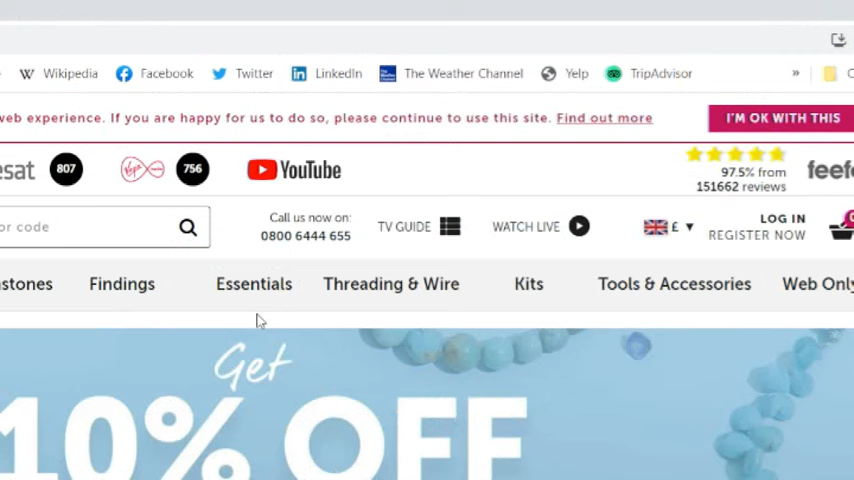 Wikipedia Facebook Twitter LinkedIn The Weather Channel Yelp TripAdvisor »
web experience. If you are happy for us to do so, please continue to use this site. Find out more I'M OK WITH THIS
esat 807 756 YouTube 97.5% from
151662 reviews feefo
or code Call us now on: TV GUIDE WATCH LIVE £ ▼ LOG IN
0800 6444 655 REGISTER NOW
stones Findings Essentials Threading & Wire Kits Tools & Accessories Web Only
Get
10% OFF